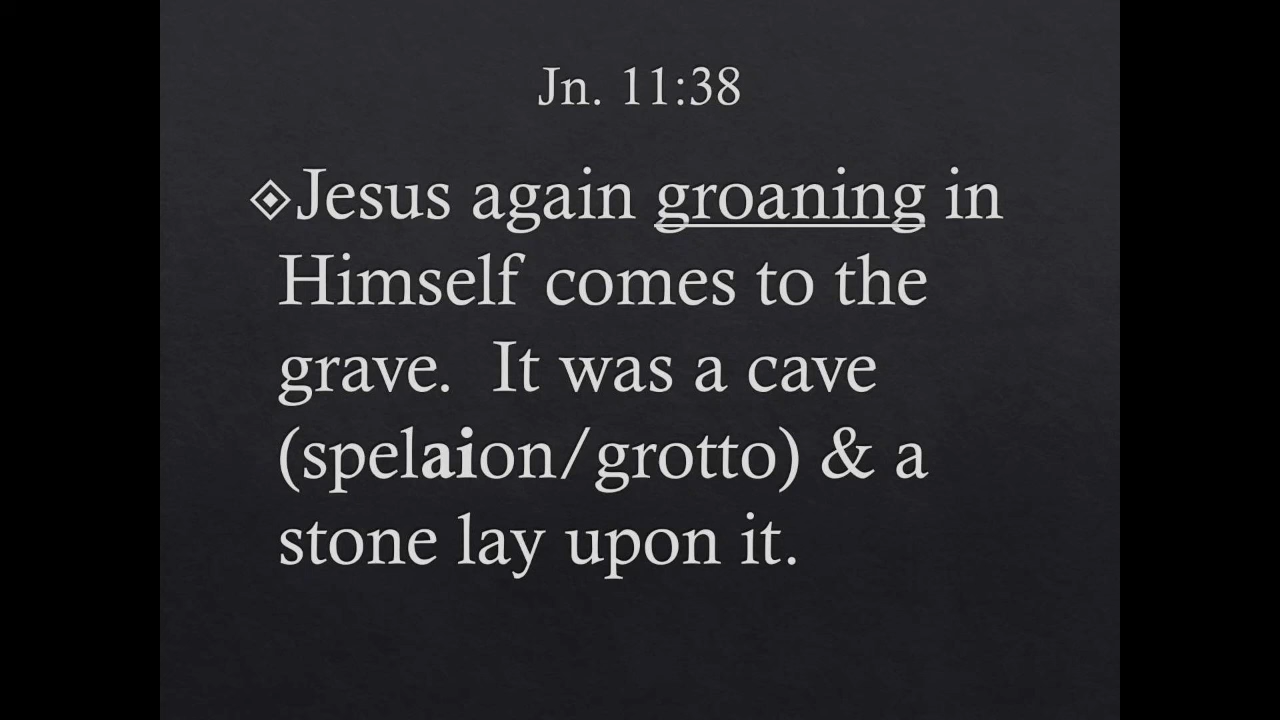 Jn. 11:38
Jesus again groaning in
Himself comes to the
grave.  It was a cave
(spelaion/grotto) & a
stone lay upon it.